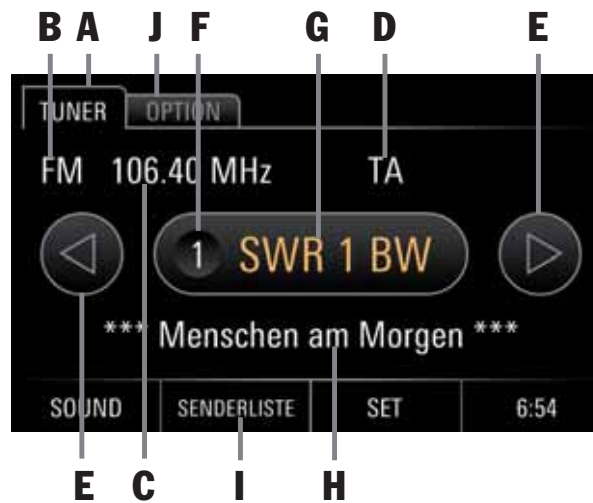 B A J F G D E
TUNER OPTION
FM 106.40 MHz TA
1 SWR 1 BW
*** Menschen am Morgen ***
SOUND SENDERLISTE SET 6:54
E C I H